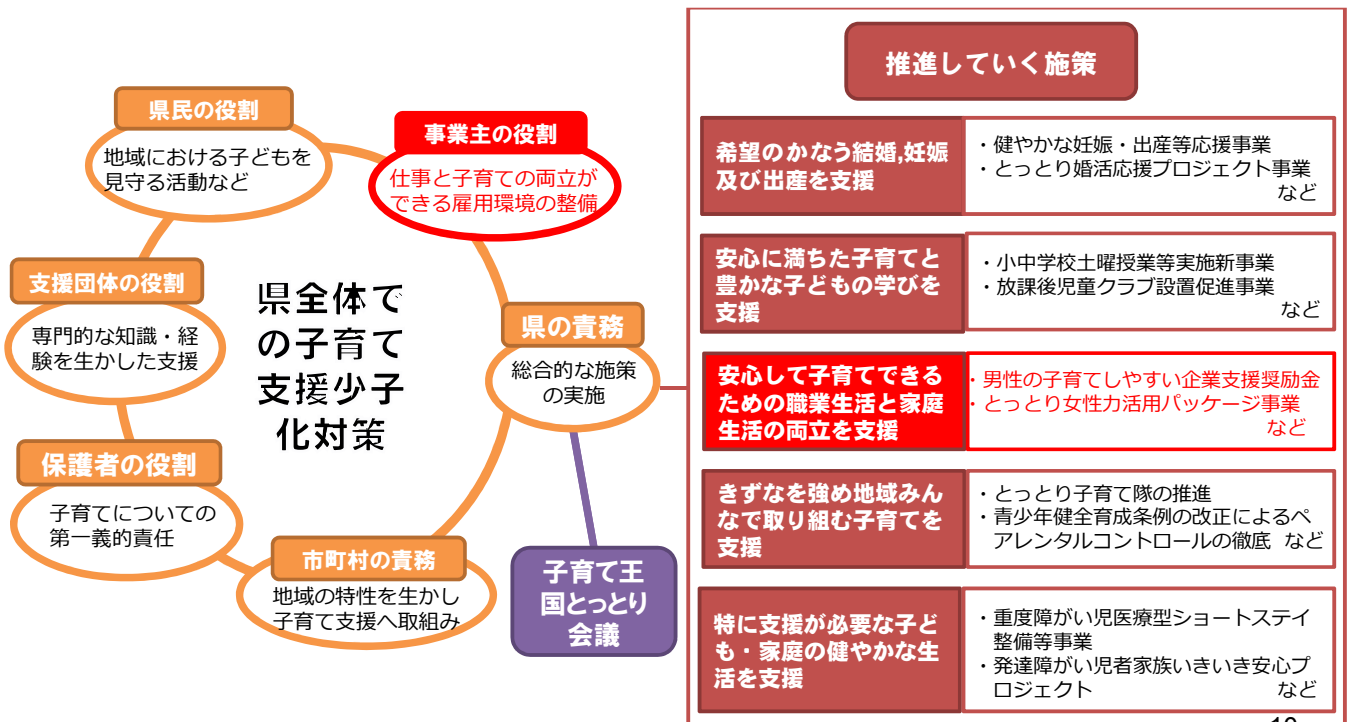 県民の役割
地域における子どもを
見守る活動など
事業主の役割
仕事と子育ての両立が
できる雇用環境の整備
支援団体の役割
専門的な知識・経
験を生かした支援
県全体で
の子育て
支援少子
化対策
県の責務
総合的な施策
の実施
保護者の役割
子育てについての
第一義的責任
市町村の責務
地域の特性を生かし
子育て支援へ取組み
子育て王
国とっとり
会議
推進していく施策
希望のかなう結婚,妊娠
及び出産を支援
・健やかな妊娠・出産等応援事業
・とっとり婚活応援プロジェクト事業
など
安心に満ちた子育てと
豊かな子どもの学びを
支援
・小中学校土曜授業等実施新事業
・放課後児童クラブ設置促進事業
など
安心して子育てできる
ための職業生活と家庭
生活の両立を支援
・男性の子育てしやすい企業支援奨励金
・とっとり女性力活用パッケージ事業
など
きずなを強め地域みん
なで取り組む子育てを
支援
・とっとり子育て隊の推進
・青少年健全育成条例の改正によるペ
アレンタルコントロールの徹底 など
特に支援が必要な子ど
も・家庭の健やかな生
活を支援
・重度障がい児医療型ショートステイ
整備等事業
・発達障がい児者家族いきいき安心プ
ロジェクト など